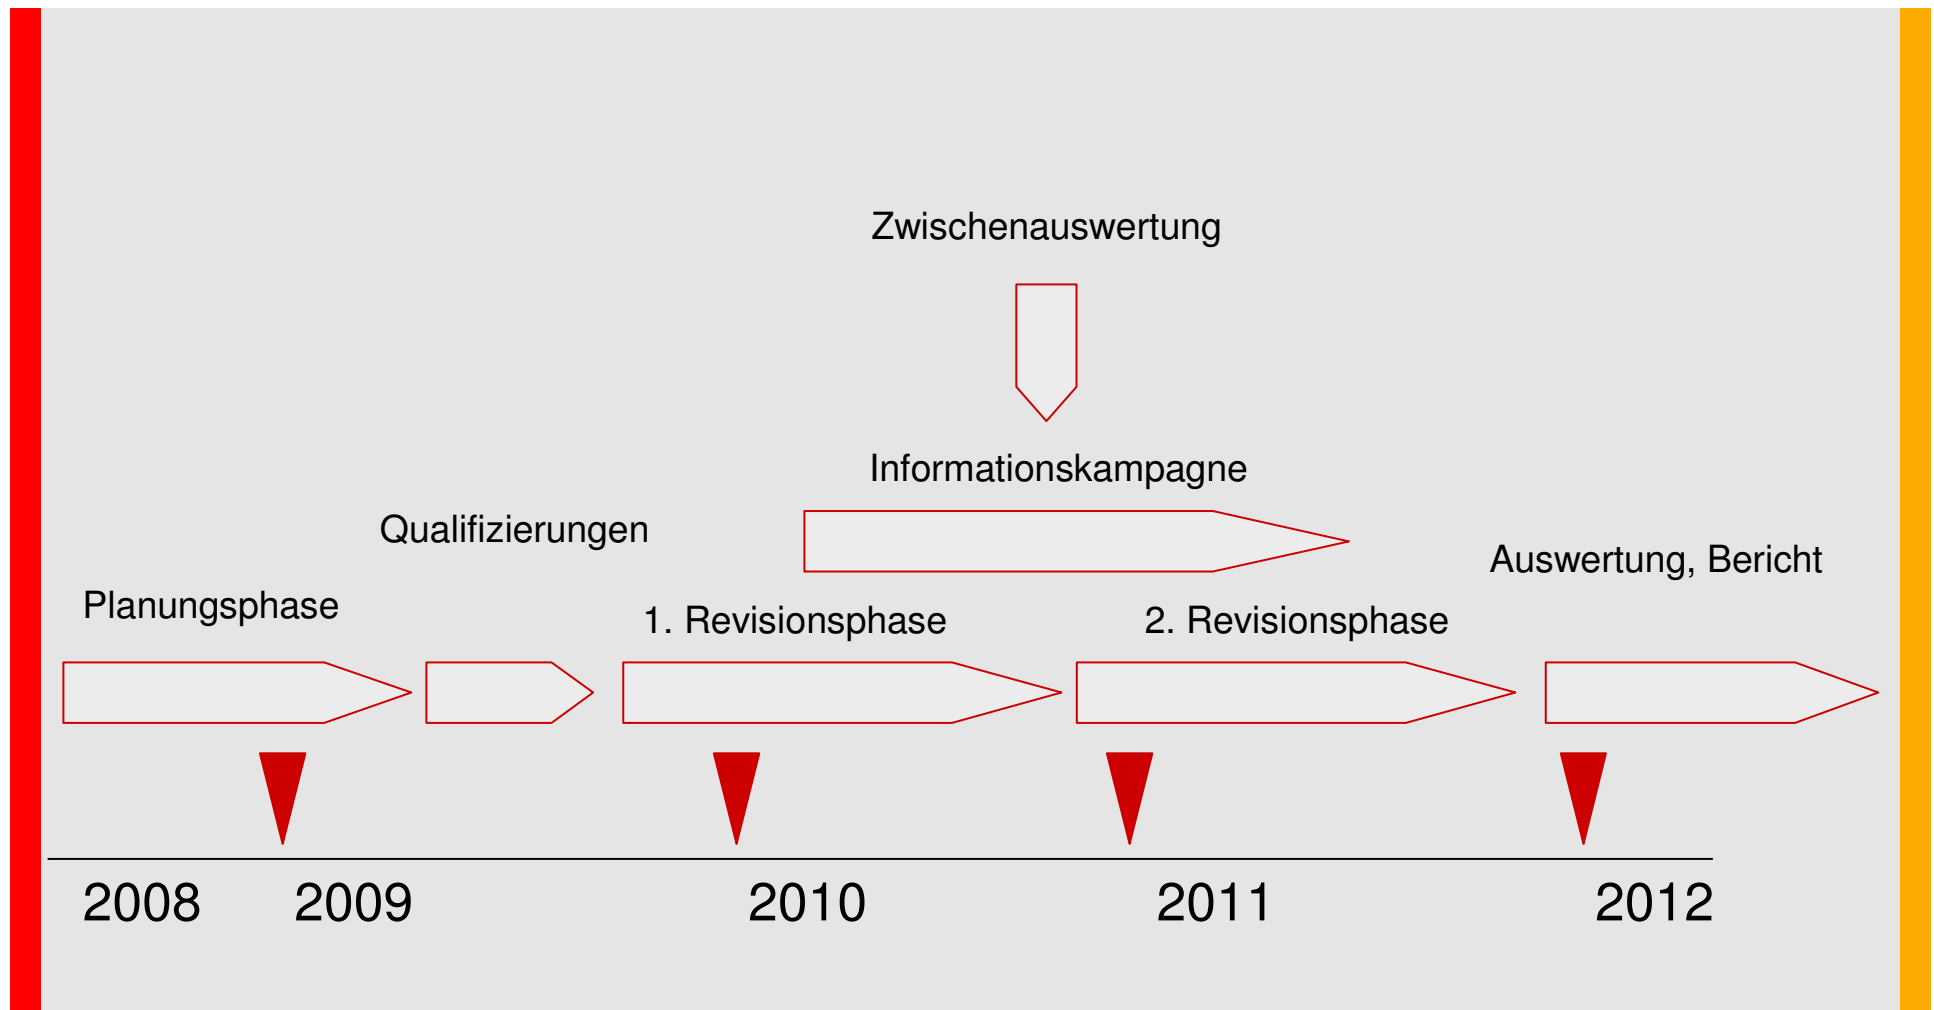 Zwischenauswertung
Informationskampagne
Qualifizierungen
Auswertung, Bericht
Planungsphase
1. Revisionsphase
2. Revisionsphase
2008
2009
2010
2011
2012